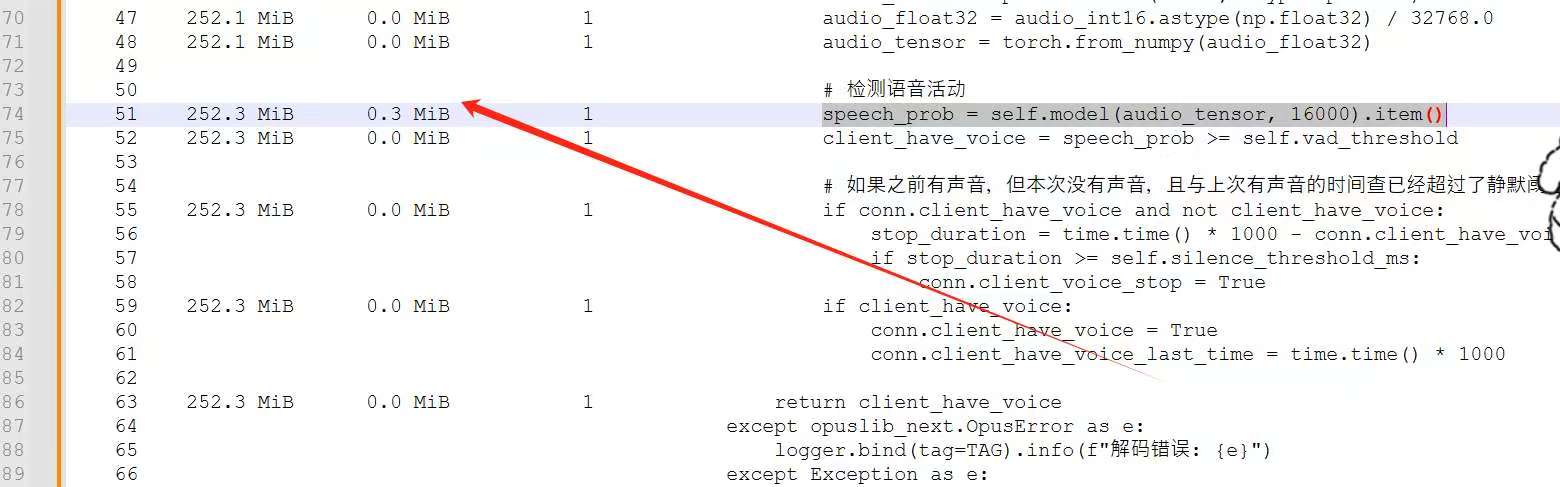 70 47 252.1 MiB 0.0 MiB 1 audio_float32 = audio_int16.astype(np.float32) / 32768.0
71 48 252.1 MiB 0.0 MiB 1 audio_tensor = torch.from_numpy(audio_float32)
72 49
73 50 # 检测语音活动
74 51 252.3 MiB 0.3 MiB 1 speech_prob = self.model(audio_tensor, 16000).item()
75 52 252.3 MiB 0.0 MiB 1 client_have_voice = speech_prob >= self.vad_threshold
76 53
77 54 # 如果之前有声音，但本次没有声音，且与上次有声音的时间查已经超过了静默
78 55 252.3 MiB 0.0 MiB 1 if conn.client_have_voice and not client_have_voice:
79 56 stop_duration = time.time() * 1000 - conn.client_have_voi
80 57 if stop_duration >= self.silence_threshold_ms:
81 58 conn.client_voice_stop = True
82 59 252.3 MiB 0.0 MiB 1 if client_have_voice:
83 60 conn.client_have_voice = True
84 61 conn.client_have_voice_last_time = time.time() * 1000
85 62
86 63 252.3 MiB 0.0 MiB 1 return client_have_voice
87 64 except opuslib_next.OpusError as e:
88 65 logger.bind(tag=TAG).info(f"解码错误: {e}")
89 66 except Exception as e: